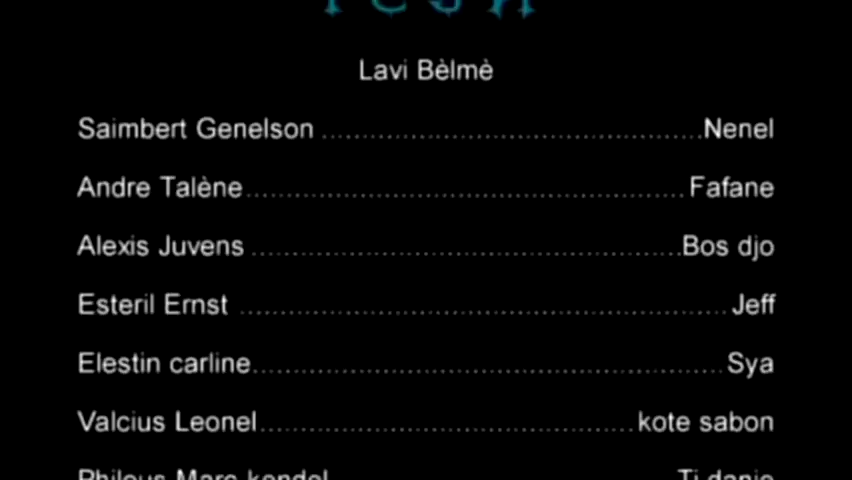 Lavi Bèlmè
Saimbert Genelson ........................................Nenel
Andre Talène..............................................Fafane
Alexis Juvens .............................................Bos djo
Esteril Ernst ..................................................Jeff
Elestin carline.................................................Sya
Valcius Leonel.......................................kote sabon